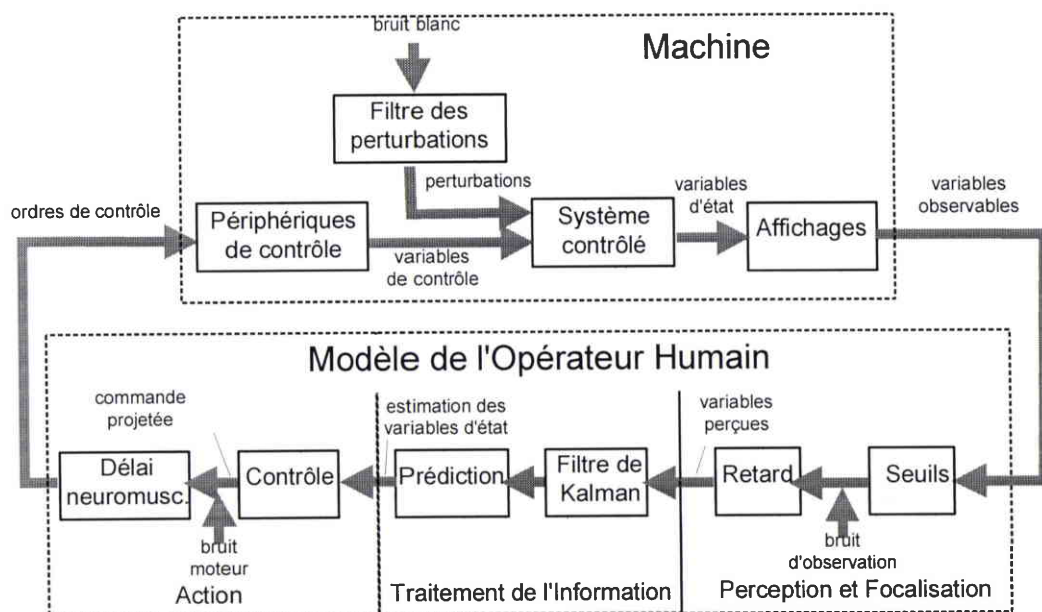 bruit blanc
Machine
Filtre des
perturbations
perturbations
variables
d'état
variables
observables
ordres de contrôle
Périphériques
de contrôle
variables
de contrôle
Système
contrôlé
Affichages
Modèle de l'Opérateur Humain
commande
projetée
estimation des
variables d'état
variables
perçues
Délai
neuromusc.
Contrôle
Prédiction
Filtre de
Kalman
Retard
Seuils
bruit
moteur
bruit
d'observation
Action
Traitement de l'Information
Perception et Focalisation